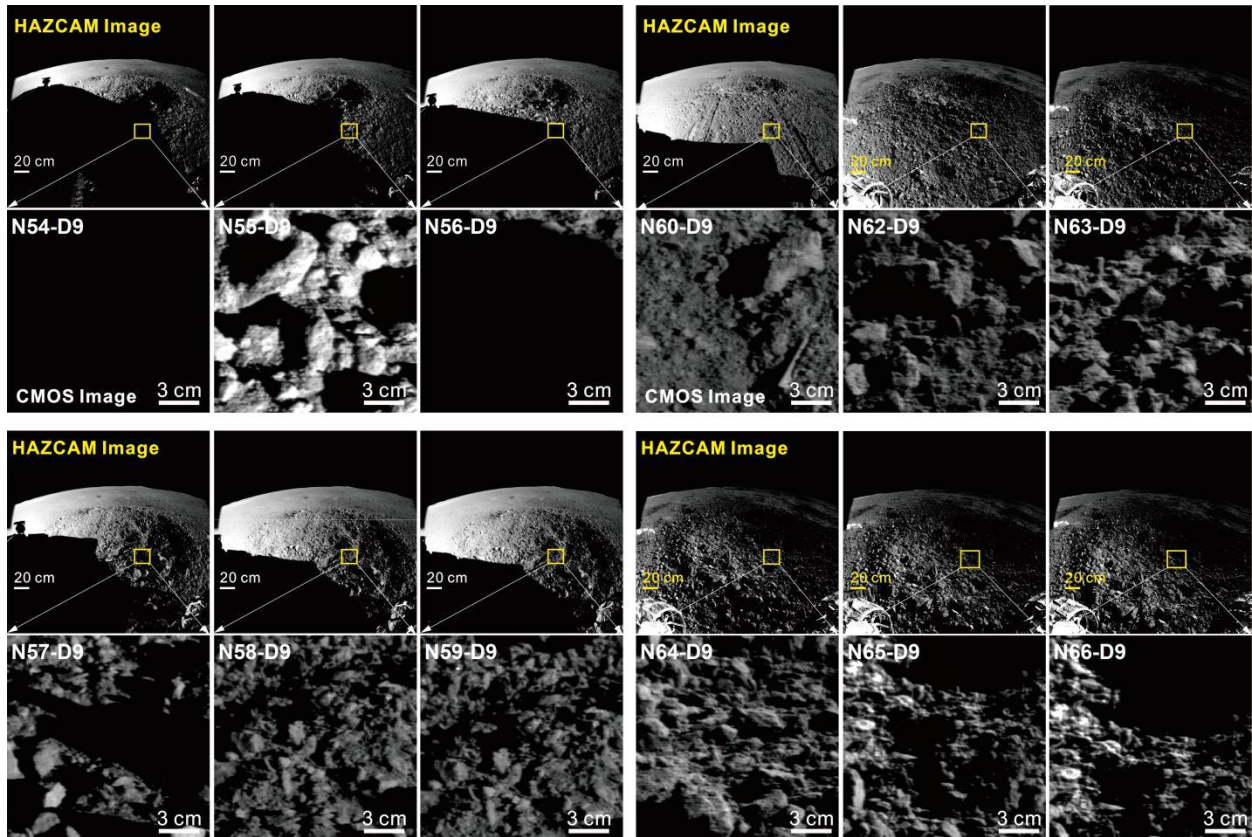 HAZCAM Image
20 cm
20 cm
20 cm
N54-D9
N55-D9
N56-D9
CMOS Image
3 cm
3 cm
3 cm
HAZCAM Image
20 cm
20 cm
20 cm
N60-D9
N62-D9
N63-D9
CMOS Image
3 cm
3 cm
3 cm
HAZCAM Image
20 cm
20 cm
20 cm
N57-D9
N58-D9
N59-D9
3 cm
3 cm
3 cm
HAZCAM Image
20 cm
20 cm
20 cm
N64-D9
N65-D9
N66-D9
3 cm
3 cm
3 cm